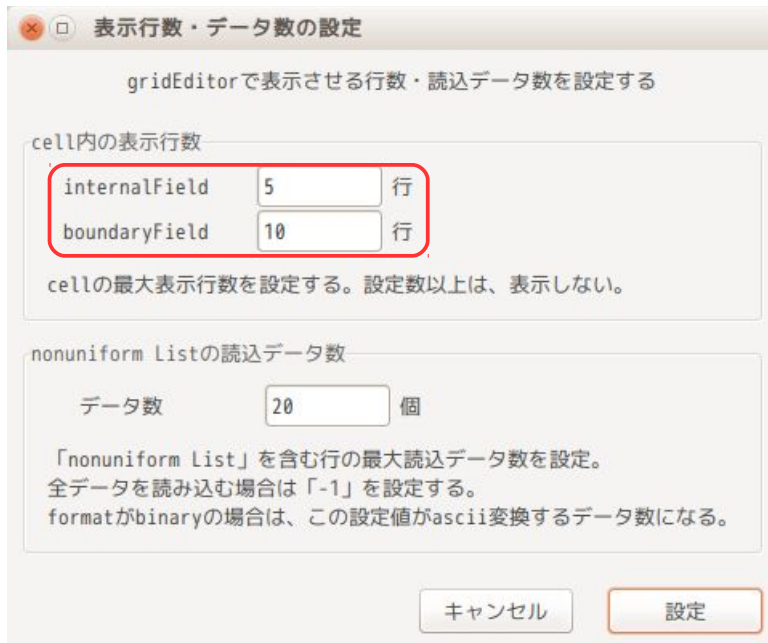 表示行数・データ数の設定
gridEditorで表示させる行数・読込データ数を設定する
cell内の表示行数
internalField 5 行
boundaryField 10 行
cellの最大表示行数を設定する。設定数以上は、表示しない。
nonuniform Listの読込データ数
データ数 20 個
「nonuniform List」を含む行の最大読込データ数を設定。
全データを読み込む場合は「-1」を設定する。
formatがbinaryの場合は、この設定値がascii変換するデータ数になる。
キャンセル 設定